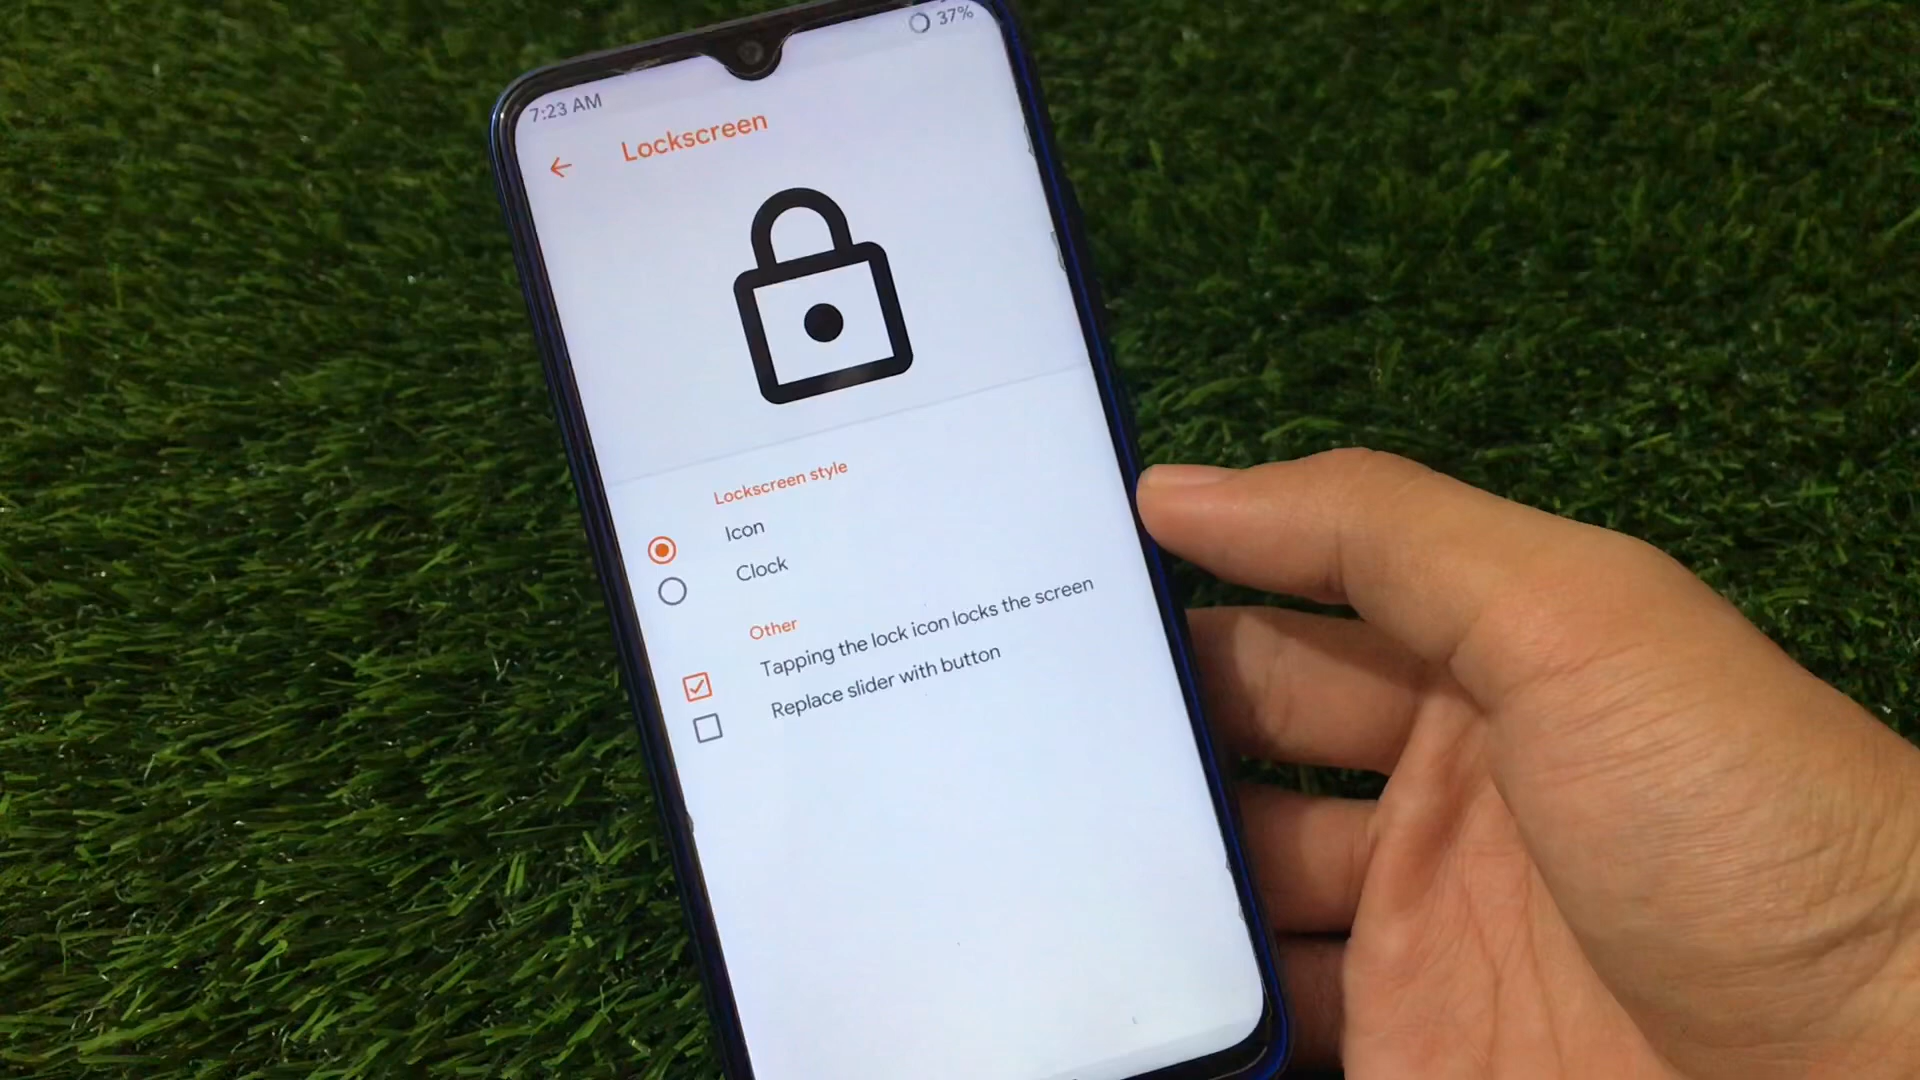 37%
7:23 AM
Lockscreen
Lockscreen style
Icon
Clock
Other
Tapping the lock icon locks the screen
Replace slider with button